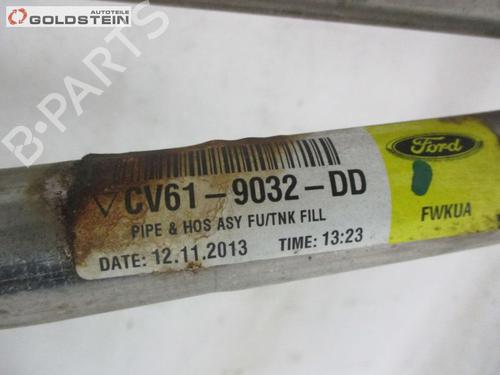 GOLDSTEIN
AUTOTEILE
B-PARTS
Ford
CV61-9032-DD
FWKUA
PIPE & HOS ASY FU/TNK FILL
DATE: 12.11.2013 TIME: 13:23